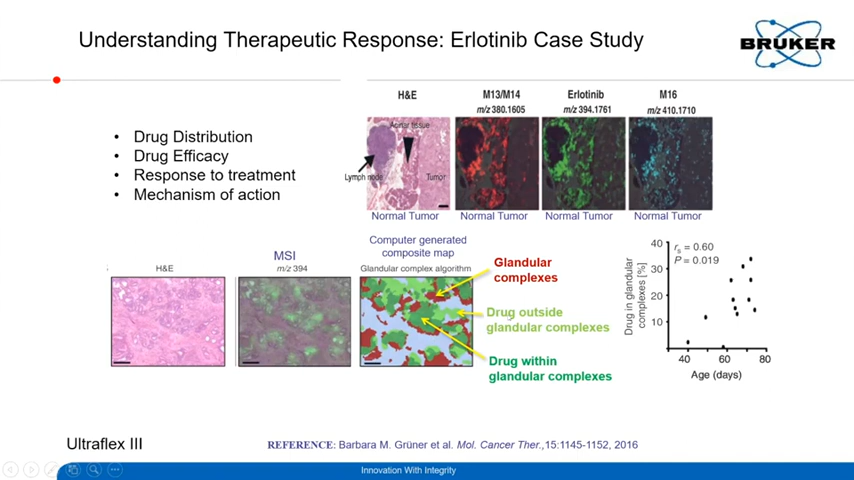 Understanding Therapeutic Response: Erlotinib Case Study
BRUKER
• Drug Distribution
• Drug Efficacy
• Response to treatment
• Mechanism of action
H&E
M13/M14
m/z 380.1605
Erlotinib
m/z 394.1761
M16
m/z 410.1710
Acinar tissue
Lymph node
Tumor
Normal Tumor
Normal Tumor
Normal Tumor
Normal Tumor
H&E
MSI
m/z 394
Computer generated
composite map
Glandular complex algorithm
Glandular
complexes
Drug outside
glandular complexes
Drug within
glandular complexes
Drug in glandular
complexes [%]
40
30
20
10
rs = 0.60
P = 0.019
40 60 80
Age (days)
Ultraflex III
REFERENCE: Barbara M. Grüner et al. Mol. Cancer Ther.,15:1145-1152, 2016
Innovation With Integrity